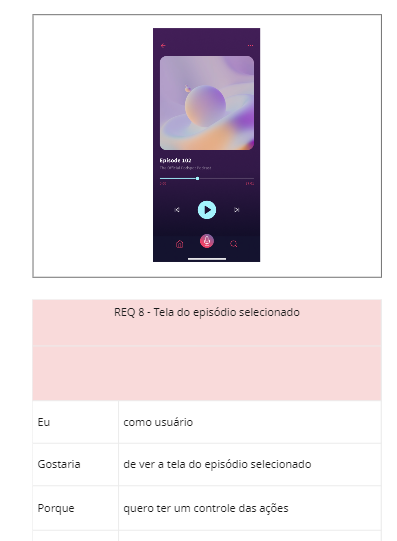 Episode 102
REQ 8 - Tela do episódio selecionado
Eu como usuário
Gostaria de ver a tela do episódio selecionado
Porque quero ter um controle das ações